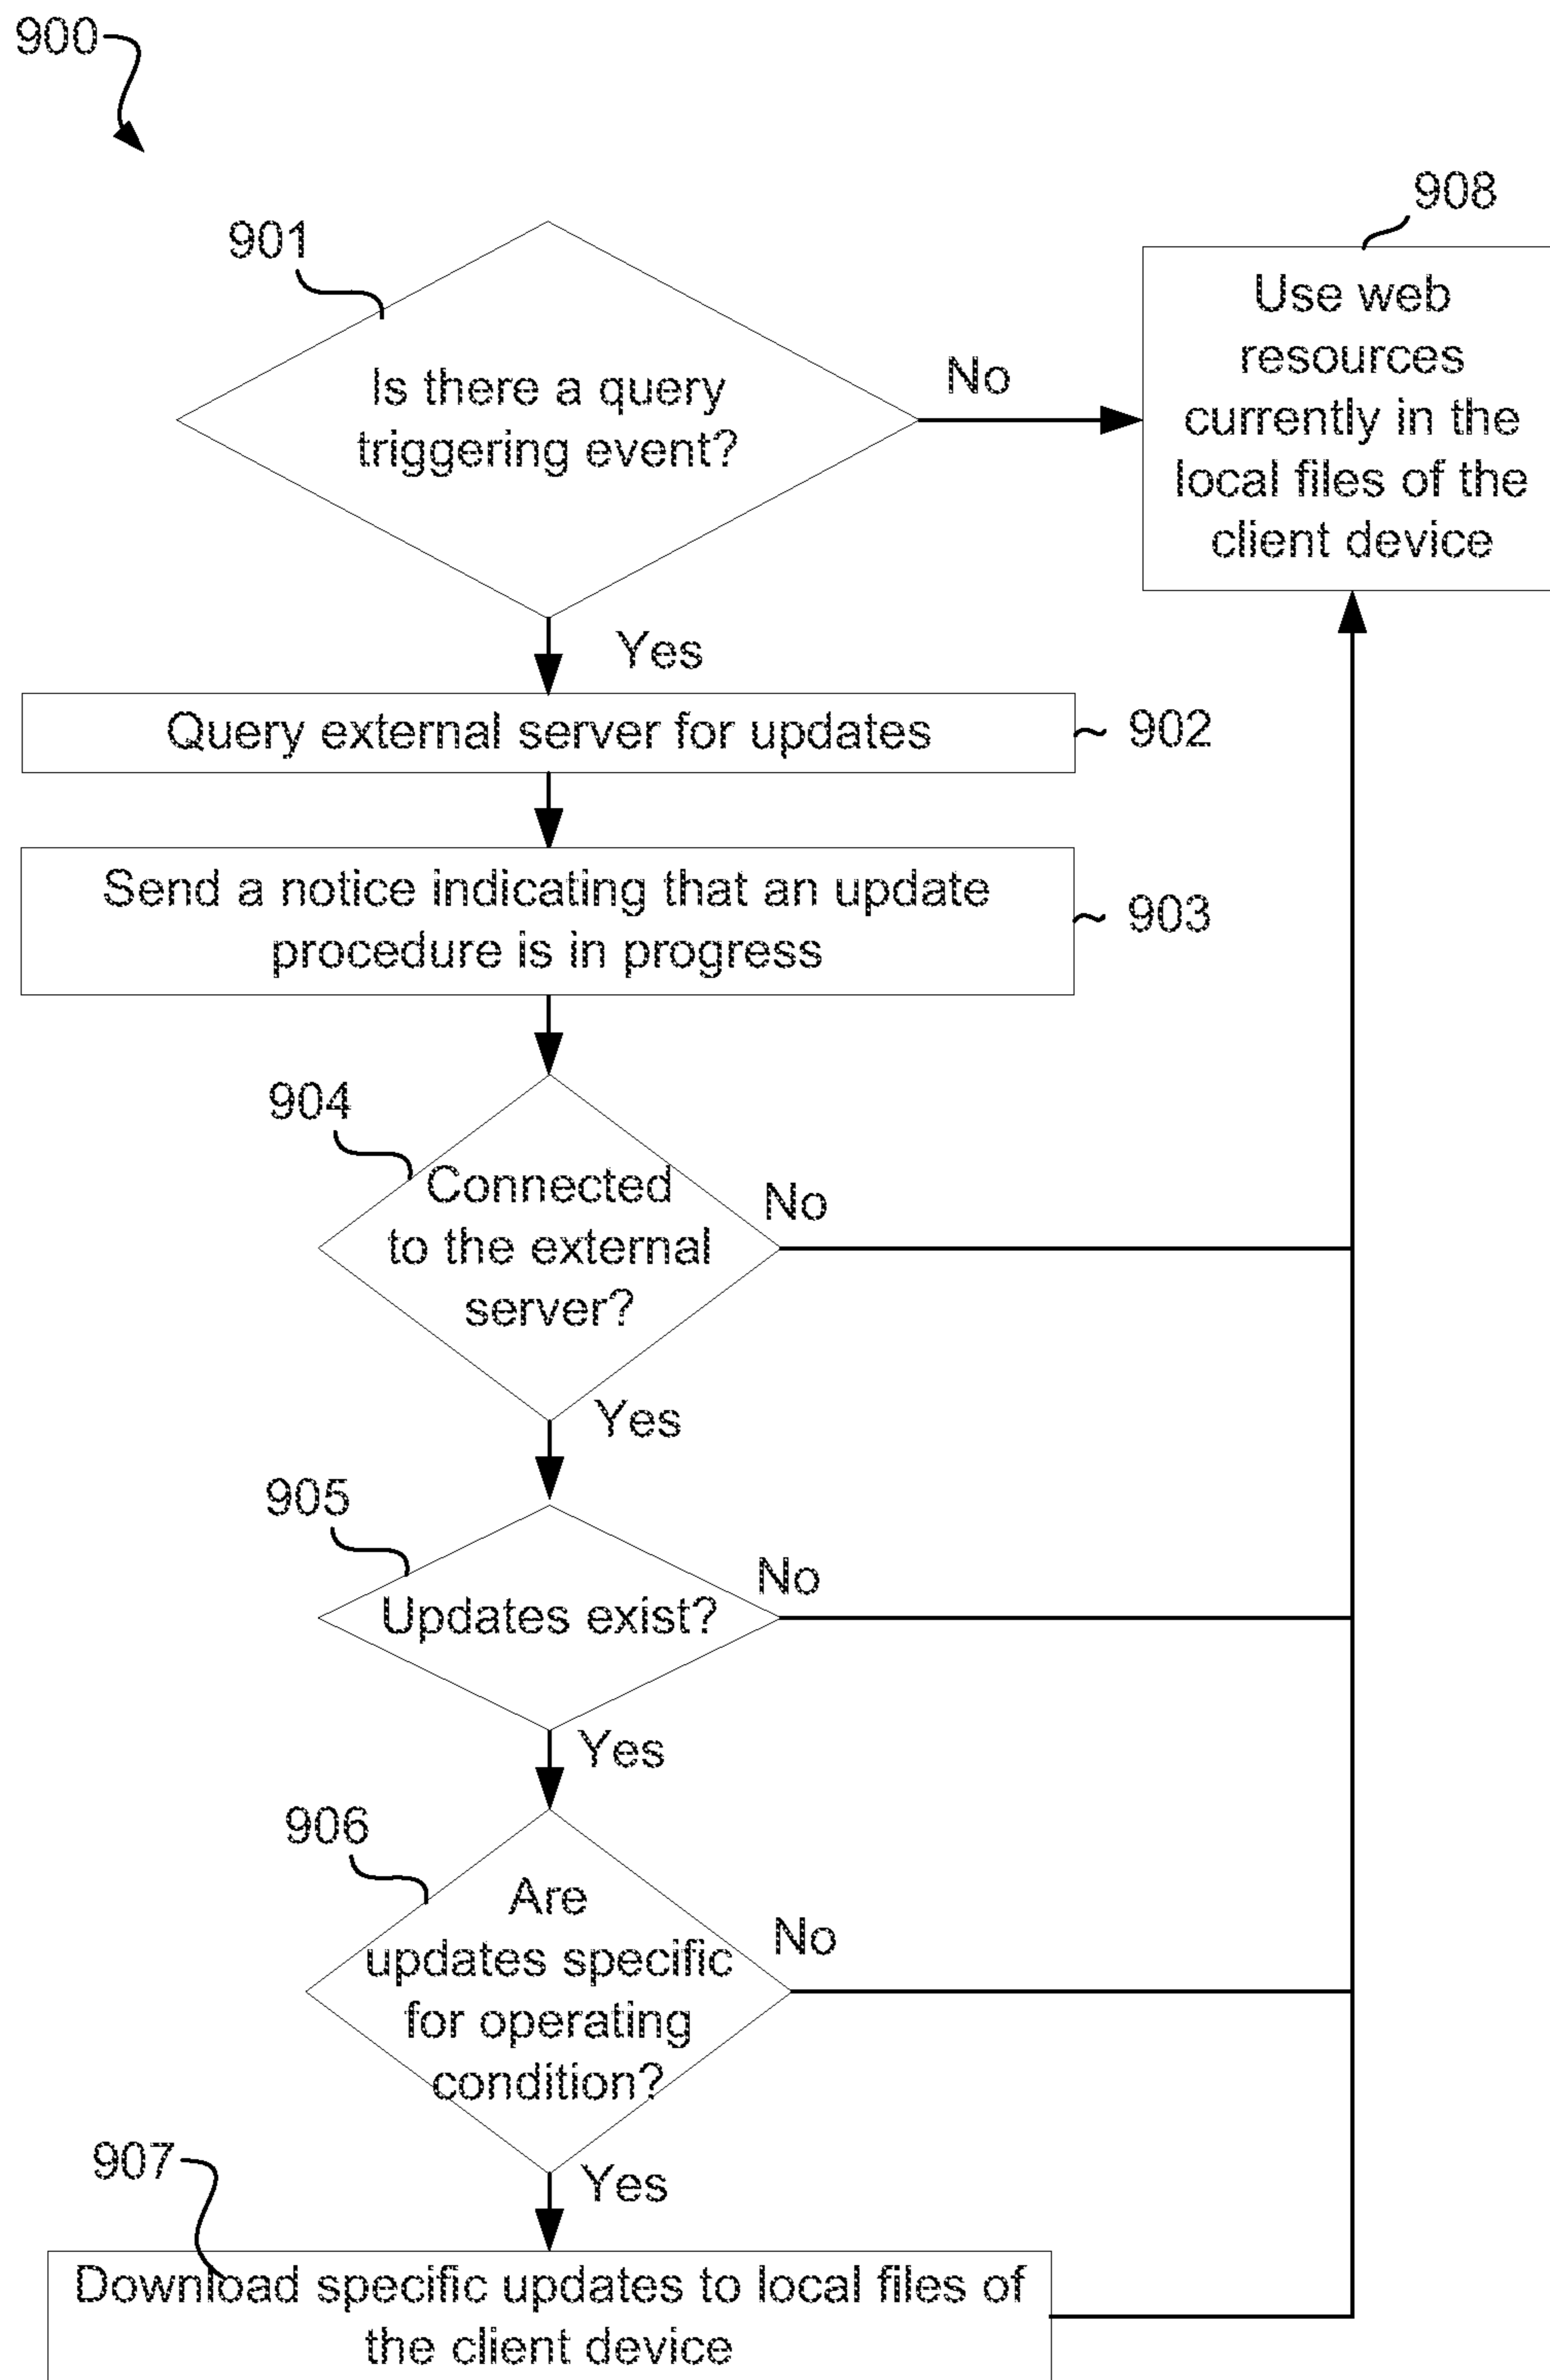 900
901
Is there a query
triggering event?
No
908
Use web
resources
currently in the
local files of the
client device
Yes
Query external server for updates
902
Send a notice indicating that an update
procedure is in progress
903
904
Connected
to the external
server?
No
Yes
905
Updates exist?
No
Yes
906
Are
updates specific
for operating
condition?
No
Yes
907
Download specific updates to local files of
the client device